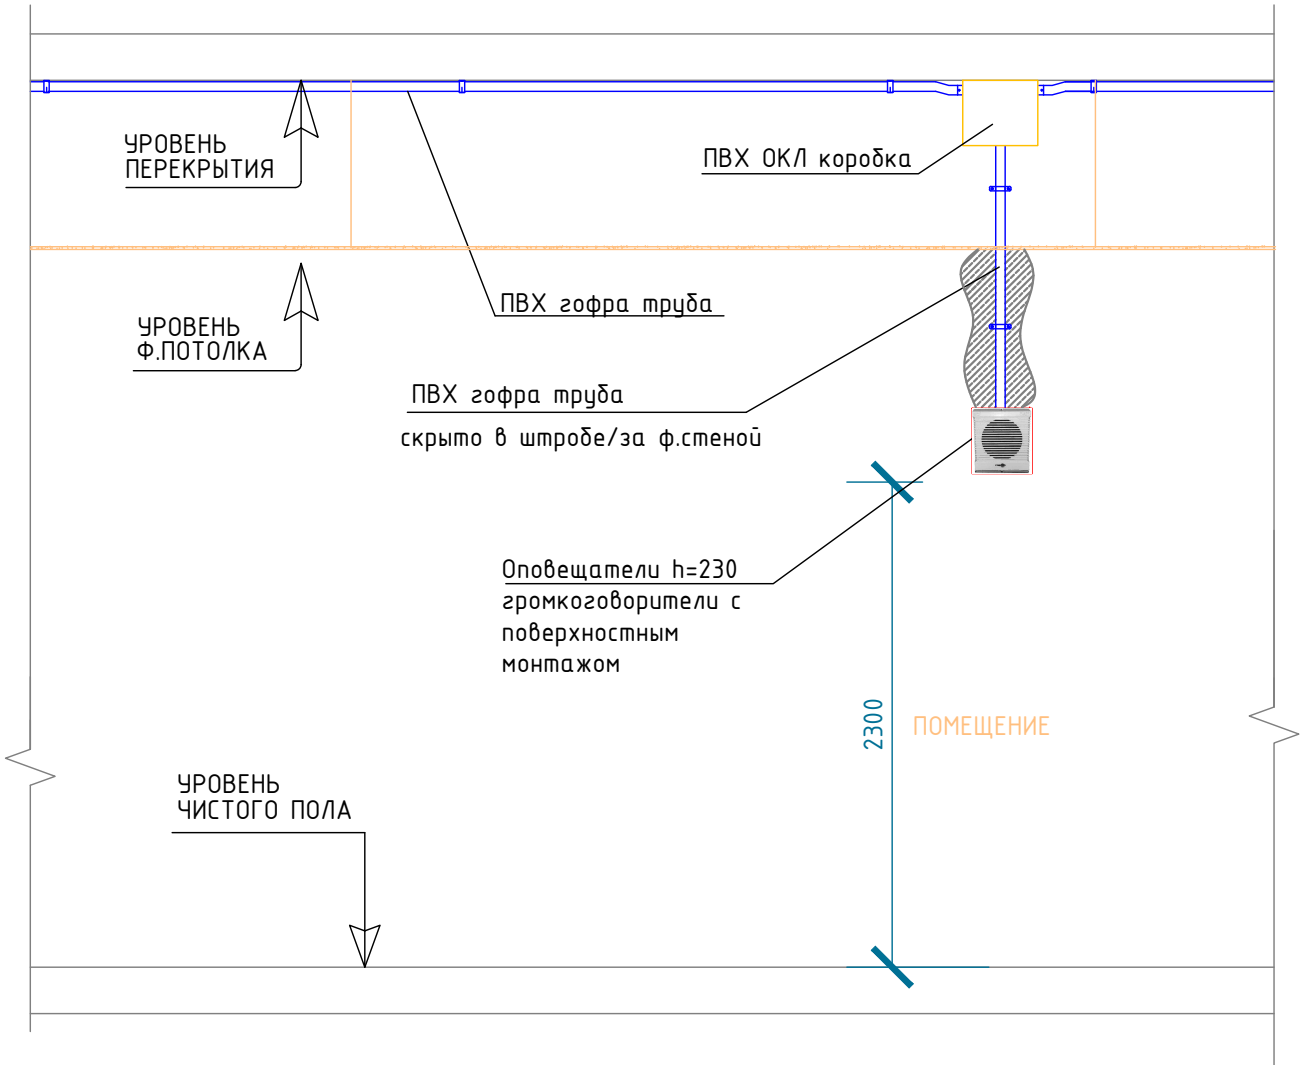 УРОВЕНЬ
ПЕРЕКРЫТИЯ
ПВХ ОКЛ коробка
ПВХ гофра труба
УРОВЕНЬ
Ф.ПОТОЛКА
ПВХ гофра труба
скрыто в штробе/за ф.стеной
Оповещатели h=230
громкоговорители с
поверхностным
монтажом
2300
ПОМЕЩЕНИЕ
УРОВЕНЬ
ЧИСТОГО ПОЛА